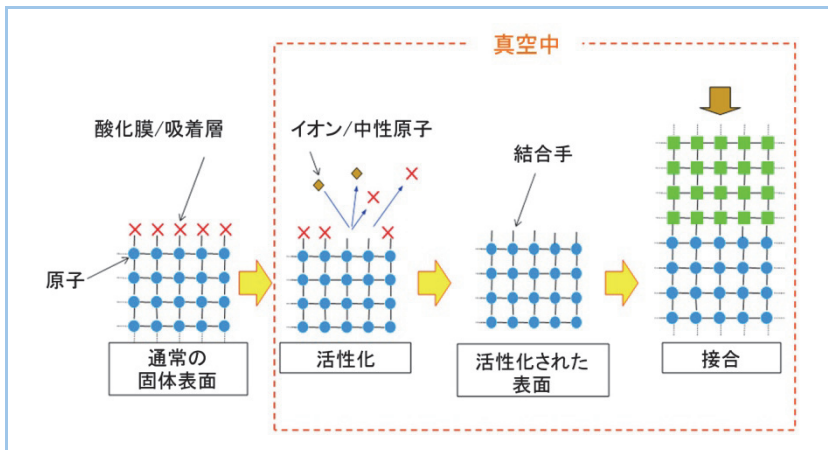 真空中
酸化膜/吸着層
イオン/中性原子
結合手
原子
通常の
固体表面
活性化
活性化された
表面
接合